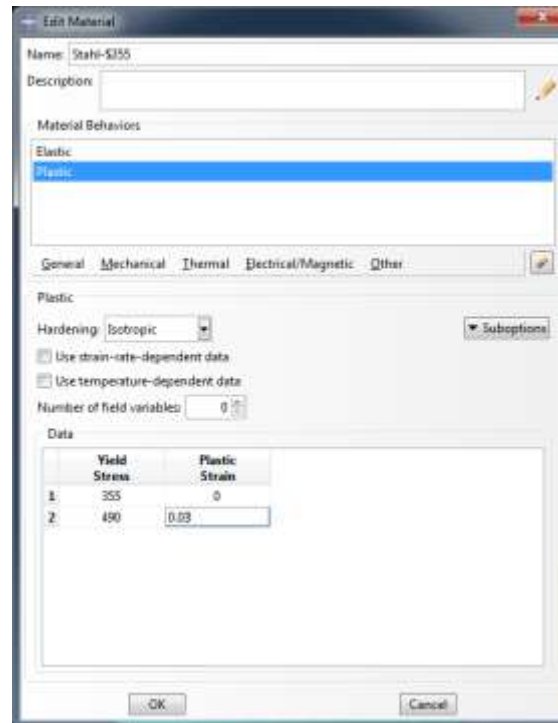 Edit Material
Name: Stahl-S355
Description:
Material Behaviors
Elastic
Plastic
General Mechanical Thermal Electrical/Magnetic Other
Plastic
Hardening: Isotropic
Suboptions
Use strain-rate-dependent data
Use temperature-dependent data
Number of field variables: 0
Data
Yield Stress Plastic Strain
1 355 0
2 490 0.03
OK Cancel